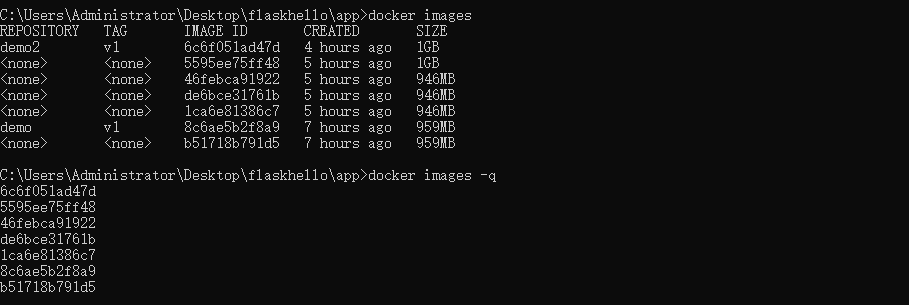 C:\Users\Administrator\Desktop\flaskhello\app>docker images
REPOSITORY   TAG       IMAGE ID       CREATED       SIZE
demo2        v1        6c6f051ad47d   4 hours ago   1GB
<none>       <none>    5595ee75ff48   5 hours ago   1GB
<none>       <none>    46febca91922   5 hours ago   946MB
<none>       <none>    de6bce31761b   5 hours ago   946MB
<none>       <none>    1ca6e81386c7   5 hours ago   946MB
demo         v1        8c6ae5b2f8a9   7 hours ago   959MB
<none>       <none>    b51718b791d5   7 hours ago   959MB
C:\Users\Administrator\Desktop\flaskhello\app>docker images -q
6c6f051ad47d
5595ee75ff48
46febca91922
de6bce31761b
1ca6e81386c7
8c6ae5b2f8a9
b51718b791d5